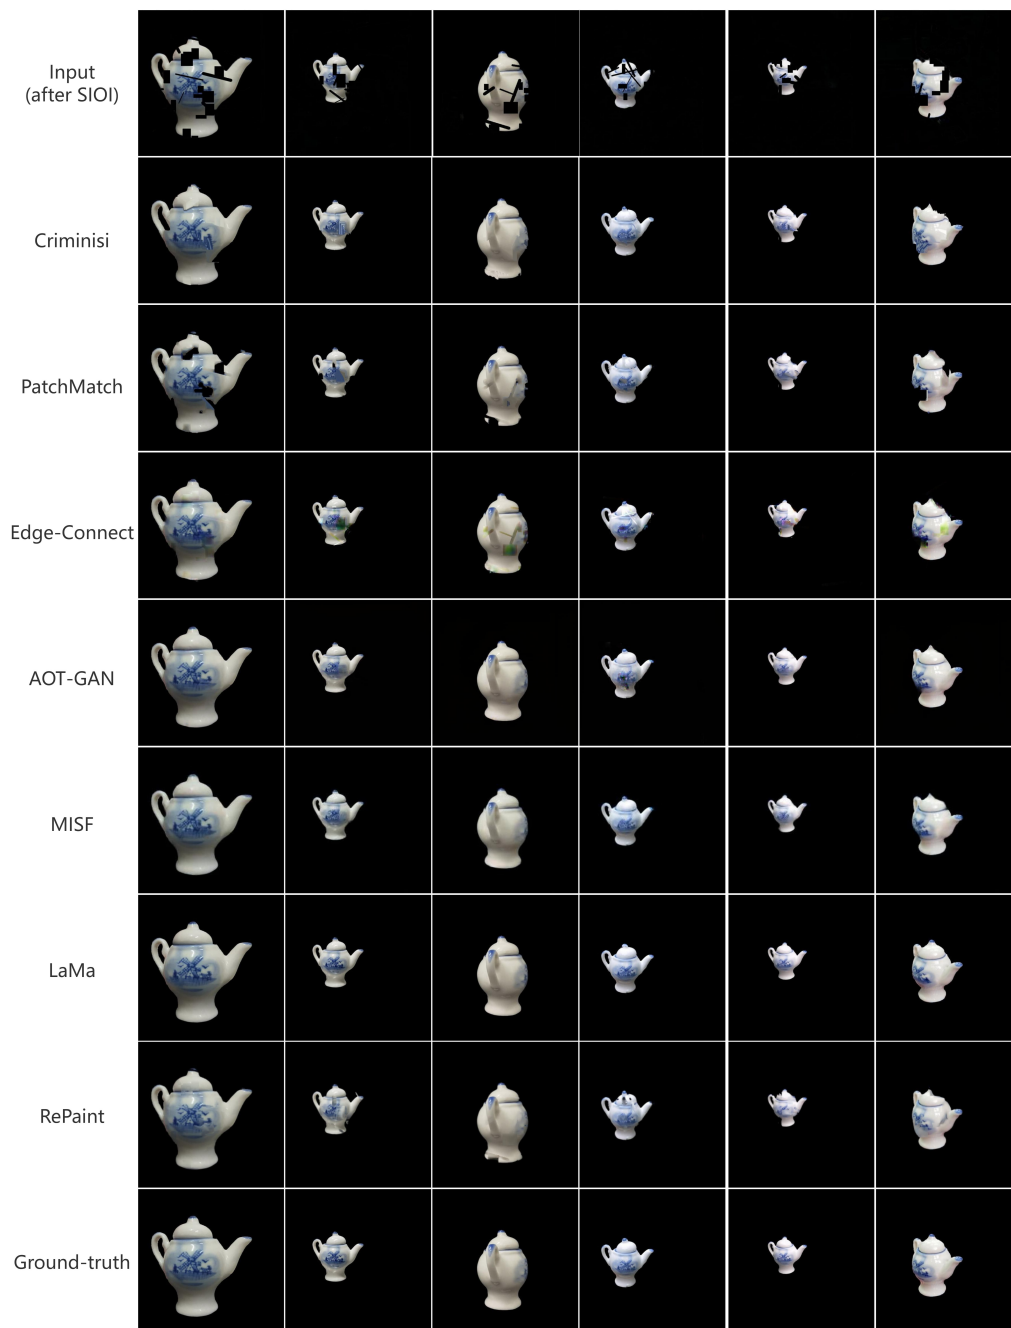 Input
(after SIOI)
Criminisi
PatchMatch
Edge-Connect
AOT-GAN
MISF
LaMa
RePaint
Ground-truth